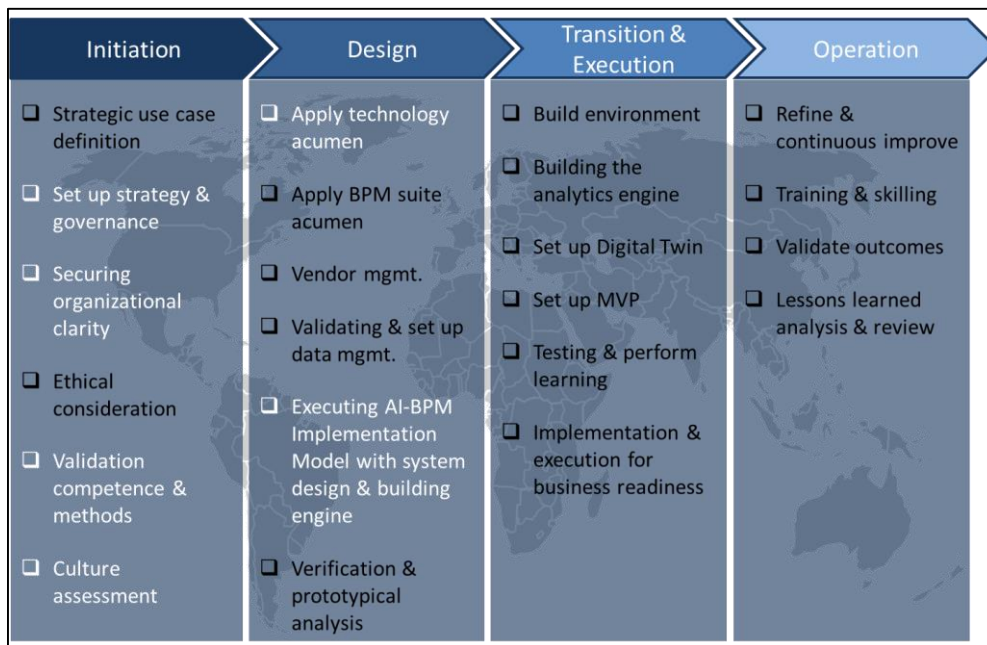 Initiation
Strategic use case
definition
Set up strategy &
governance
Securing
organizational
clarity
Ethical
consideration
Validation
competence &
methods
Culture
assessment
Design
Apply technology
acumen
Apply BPM suite
acumen
Vendor mgmt.
Validating & set up
data mgmt.
Executing AI-BPM
Implementation
Model with system
design & building
engine
Verification &
prototypical
analysis
Transition &
Execution
Build environment
Building the
analytics engine
Set up Digital Twin
Set up MVP
Testing & perform
learning
Implementation &
execution for
business readiness
Operation
Refine &
continuous improve
Training & skilling
Validate outcomes
Lessons learned
analysis & review